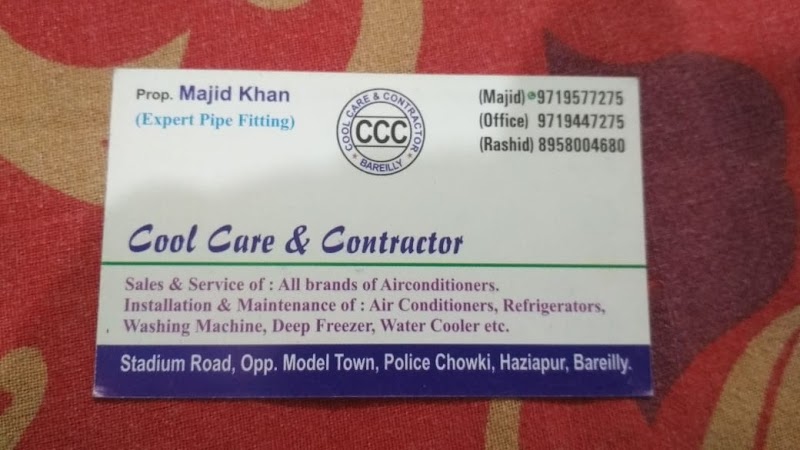 Prop. Majid Khan
(Expert Pipe Fitting)
COOL CARE & CONTRACTOR
CCC
* BAREILLY *
(Majid) 9719577275
(Office) 9719447275
(Rashid) 8958004680
Cool Care & Contractor
Sales & Service of : All brands of Airconditioners.
Installation & Maintenance of : Air Conditioners, Refrigerators,
Washing Machine, Deep Freezer, Water Cooler etc.
Stadium Road, Opp. Model Town, Police Chowki, Haziapur, Bareilly.